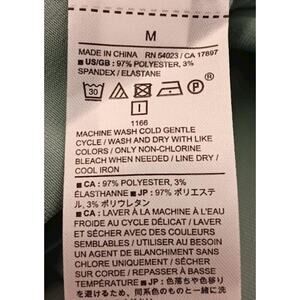 M
MADE IN CHINA RN 54023 / CA 17897
■ US/GB : 97% POLYESTER, 3%
SPANDEX / ELASTANE
30
I
1166
MACHINE WASH COLD GENTLE
CYCLE / WASH AND DRY WITH LIKE
COLORS / ONLY NON-CHLORINE
BLEACH WHEN NEEDED / LINE DRY /
COOL IRON
■ CA : 97% POLYESTER, 3%
ÉLASTHANNE ■ JP : 97% ポリエステ
ル, 3% ポリウレタン
■ CA : LAVER À LA MACHINE À L'EAU
FROIDE AU CYCLE DÉLICAT / LAVER
ET SÉCHER AVEC DES COULEURS
SEMBLABLES / UTILISER AU BESOIN
UN AGENT DE BLANCHIMENT SANS
CHLORE UNIQUEMENT / SÉCHER
SUR CORDE / REPASSER À BASSE
TEMPÉRATURE ■ JP : 色落ちや色移り
を避けるため、同系色のものと一緒に洗